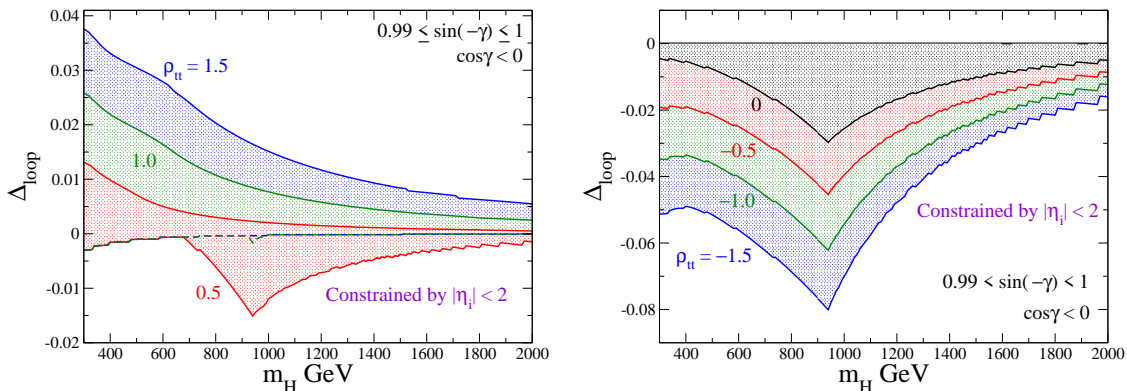 0.04
0.03
0.02
0.01
0
-0.01
-0.02
Δloop
0.99 ≤ sin(−γ) ≤ 1
cosγ < 0
ρtt = 1.5
1.0
0.5
Constrained by |ηi| < 2
400 600 800 1000 1200 1400 1600 1800 2000
mH GeV
0
-0.02
-0.04
-0.06
-0.08
Δloop
0
−0.5
−1.0
Constrained by |ηi| < 2
ρtt = −1.5
0.99 < sin(−γ) < 1
cosγ < 0
400 600 800 1000 1200 1400 1600 1800 2000
mH GeV